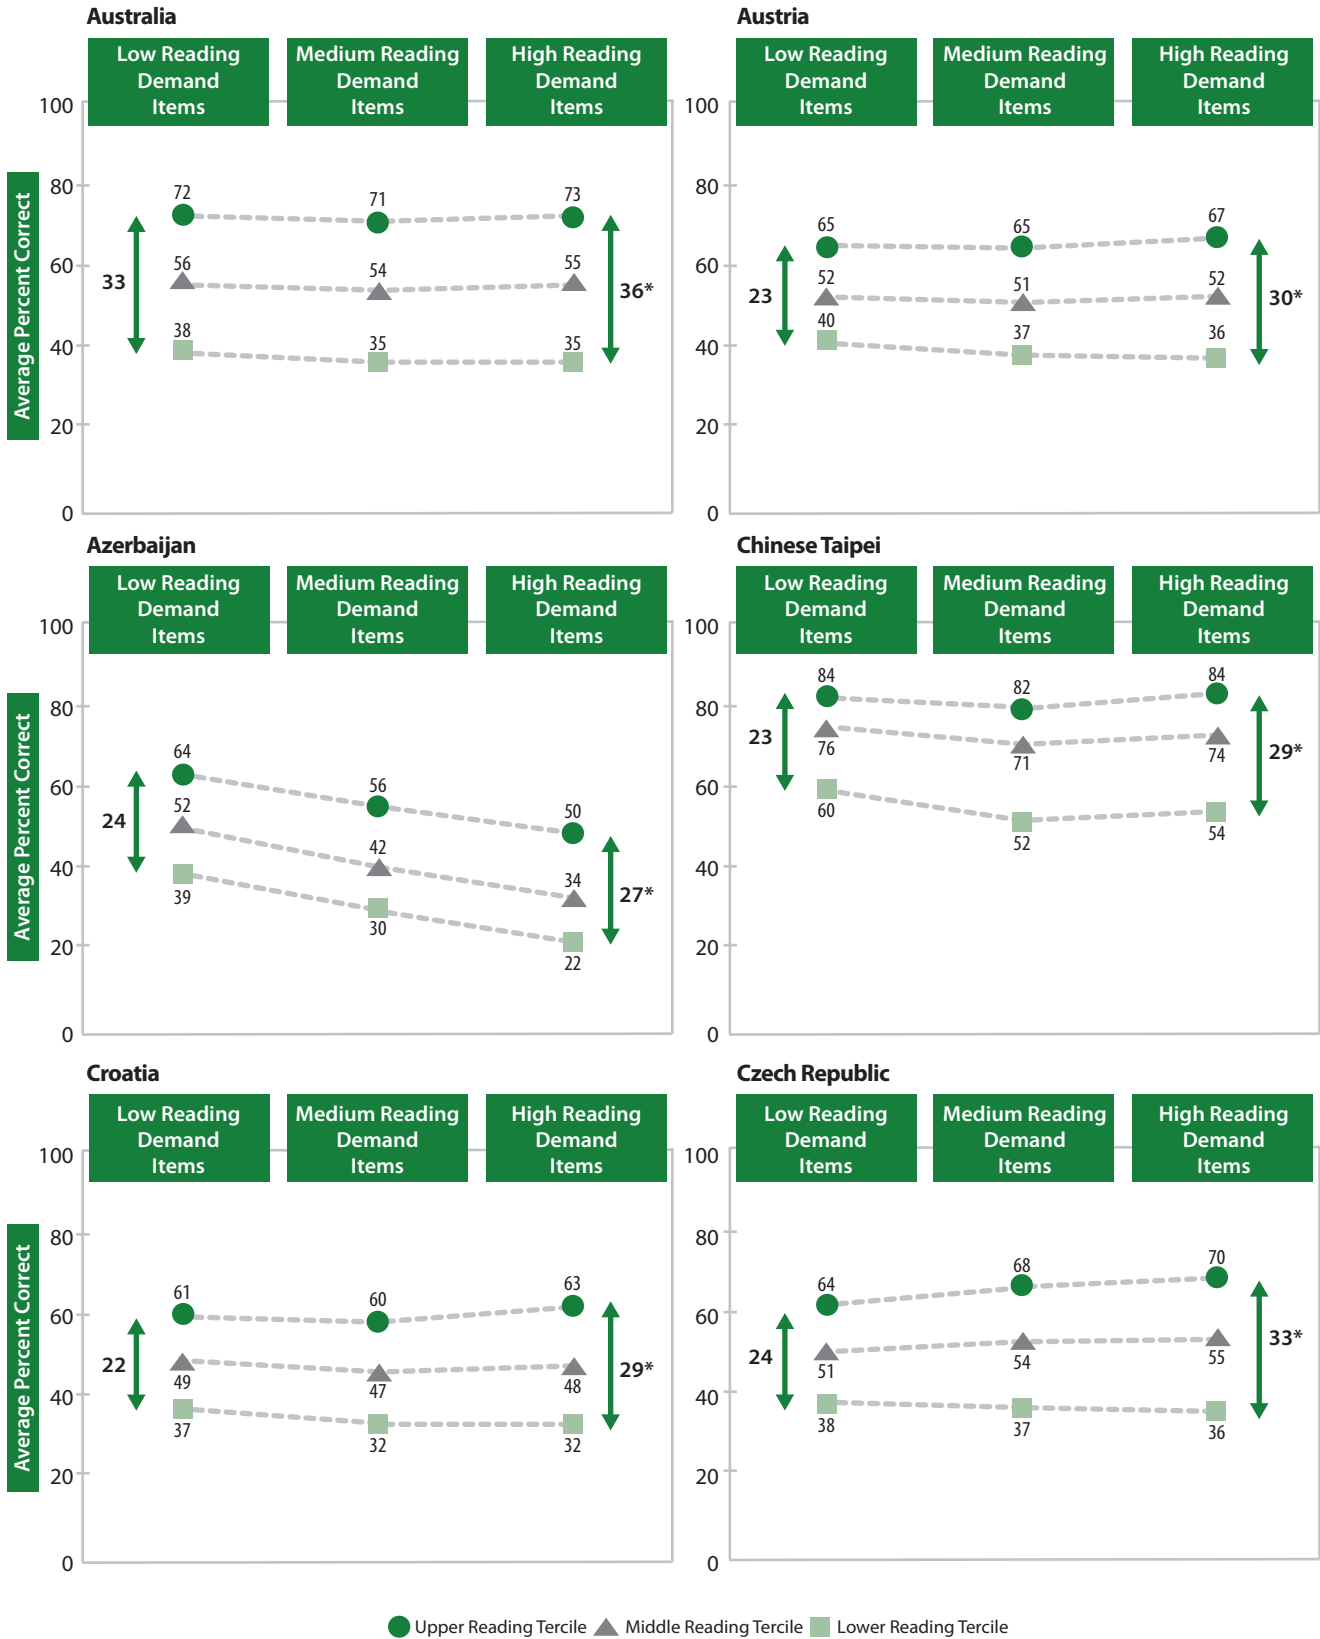 Australia
Low Reading
Demand
Items
Medium Reading
Demand
Items
High Reading
Demand
Items
Average Percent Correct
100
80
60
40
20
0
72
71
73
56
54
55
38
35
35
33
36*
Austria
Low Reading
Demand
Items
Medium Reading
Demand
Items
High Reading
Demand
Items
100
80
60
40
20
0
65
65
67
52
51
52
40
37
36
23
30*
Azerbaijan
Low Reading
Demand
Items
Medium Reading
Demand
Items
High Reading
Demand
Items
Average Percent Correct
100
80
60
40
20
0
64
56
50
52
42
34
39
30
22
24
27*
Chinese Taipei
Low Reading
Demand
Items
Medium Reading
Demand
Items
High Reading
Demand
Items
100
80
60
40
20
0
84
82
84
76
71
74
60
52
54
23
29*
Croatia
Low Reading
Demand
Items
Medium Reading
Demand
Items
High Reading
Demand
Items
Average Percent Correct
100
80
60
40
20
0
61
60
63
49
47
48
37
32
32
22
29*
Czech Republic
Low Reading
Demand
Items
Medium Reading
Demand
Items
High Reading
Demand
Items
100
80
60
40
20
0
64
68
70
51
54
55
38
37
36
24
33*
Upper Reading Tercile Middle Reading Tercile Lower Reading Tercile